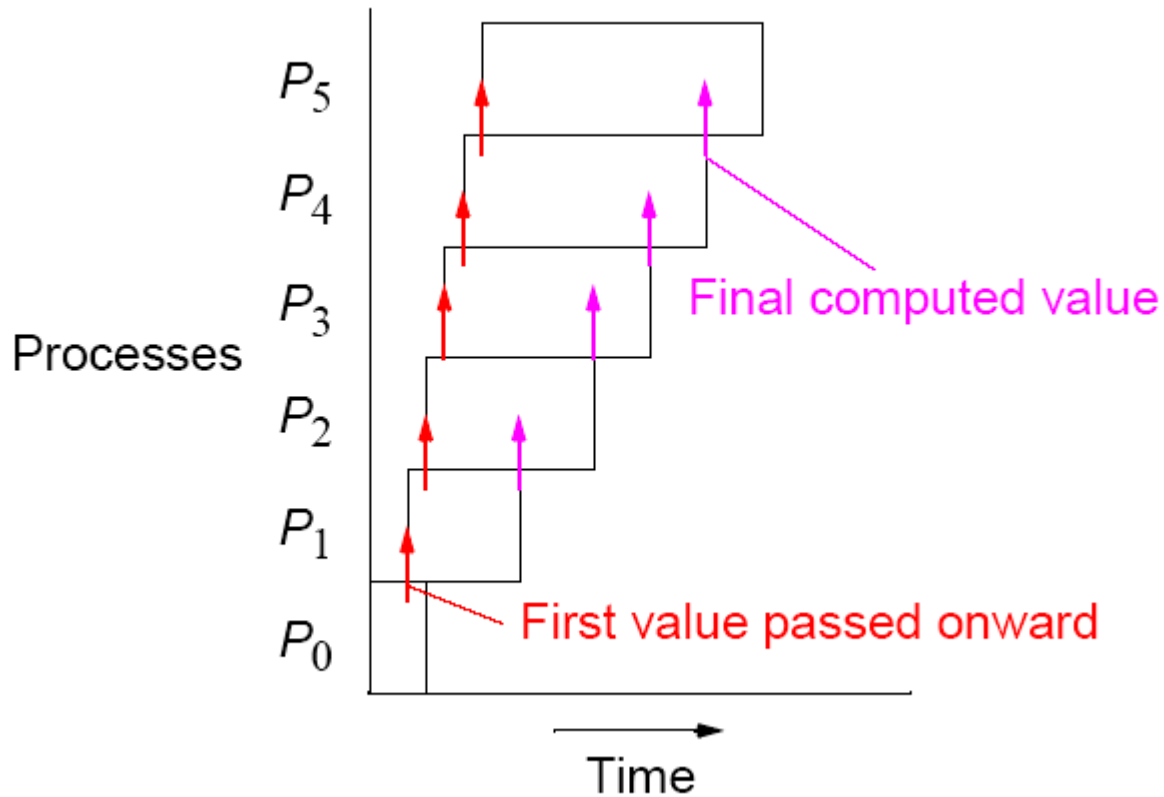 P5
P4
P3
Final computed value
Processes
P2
P1
First value passed onward
P0
Time